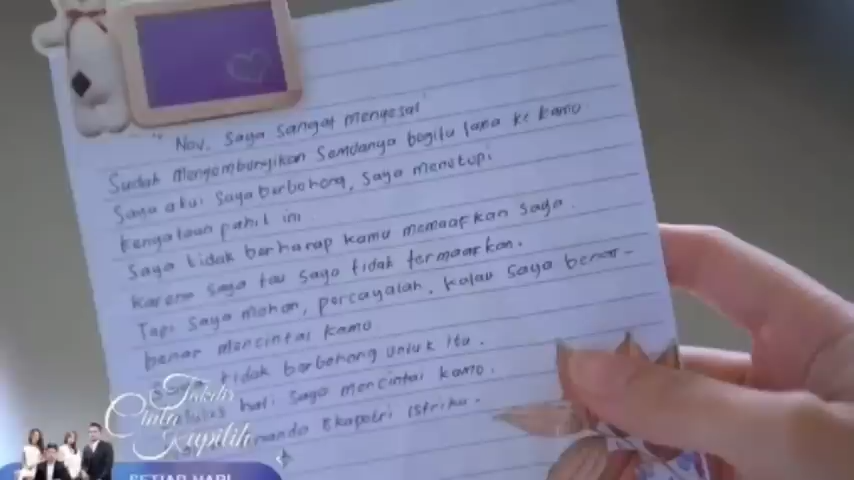 " Nov, saya sangat menyesal
Sudah menyembunyikan semuanya begitu lama ke kamu
Saya akui saya berbohong, saya menutupi
kenyataan pahit ini
saya tidak berharap kamu memaafkan saya.
karena saya tau saya tidak termaafkan.
Tapi saya mohon, percayalah, kalau saya benar-
benar mencintai kamu
tidak berbohong untuk itu.
hati saya mencintai kamu.
Ekaputri istriku.
Takdir
Cinta
Kupilih
SETIAP HARI